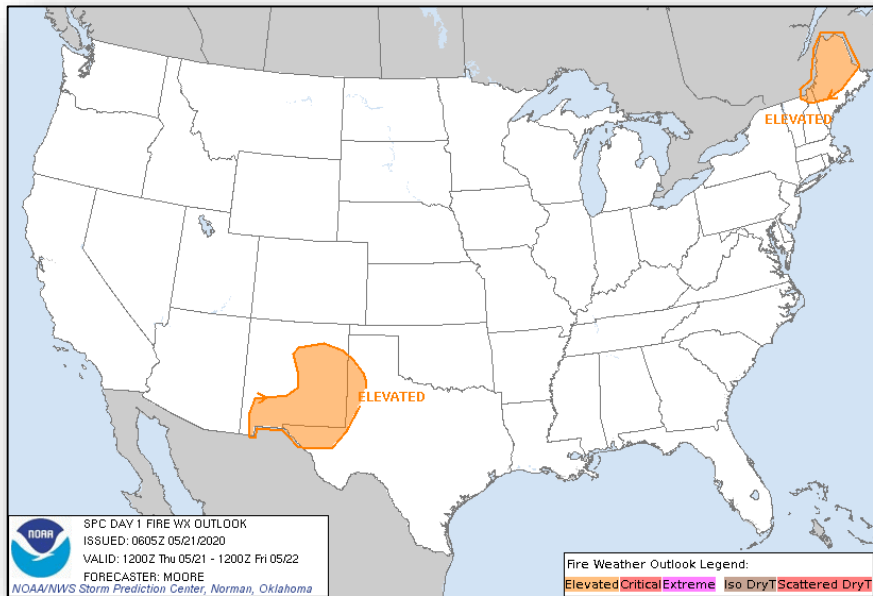 ELEVATED
ELEVATED
NOAA
SPC DAY 1 FIRE WX OUTLOOK
ISSUED: 0605Z 05/21/2020
VALID: 1200Z Thu 05/21 - 1200Z Fri 05/22
FORECASTER: MOORE
NOAA/NWS Storm Prediction Center, Norman, Oklahoma
Fire Weather Outlook Legend:
Elevated Critical Extreme Iso DryT Scattered DryT